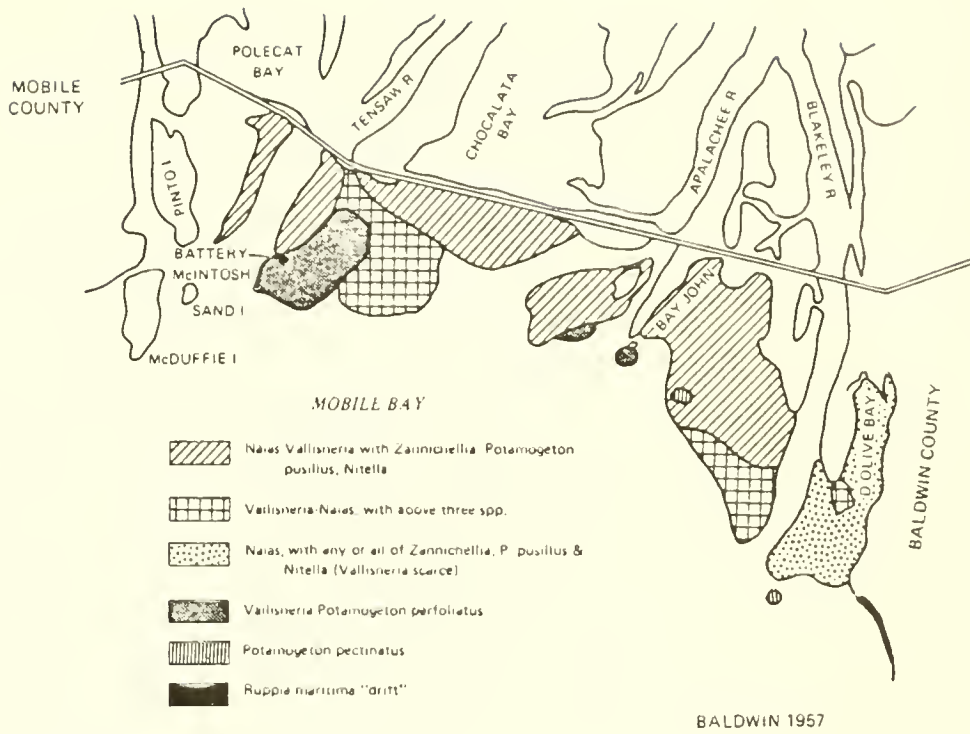 POLECAT
BAY
MOBILE
COUNTY
TENSAW R
CHOCALATA
BAY
APALACHEE R
BLAKELEY R
PINTO I
BATTERY
McINTOSH
SAND I
McDUFFIE I
BAY JOHN
D'OLIVE BAY
BALDWIN COUNTY
MOBILE BAY
Naias Vallisneria with Zannichellia Potamogeton
pusillus, Nitella
Vallisneria-Naias, with above three spp.
Naias, with any or all of Zannichellia, P. pusillus &
Nitella (Vallisneria scarce)
Vallisneria Potamogeton perfoliatus
Potamogeton pectinatus
Ruppia maritima "drift"
BALDWIN 1957